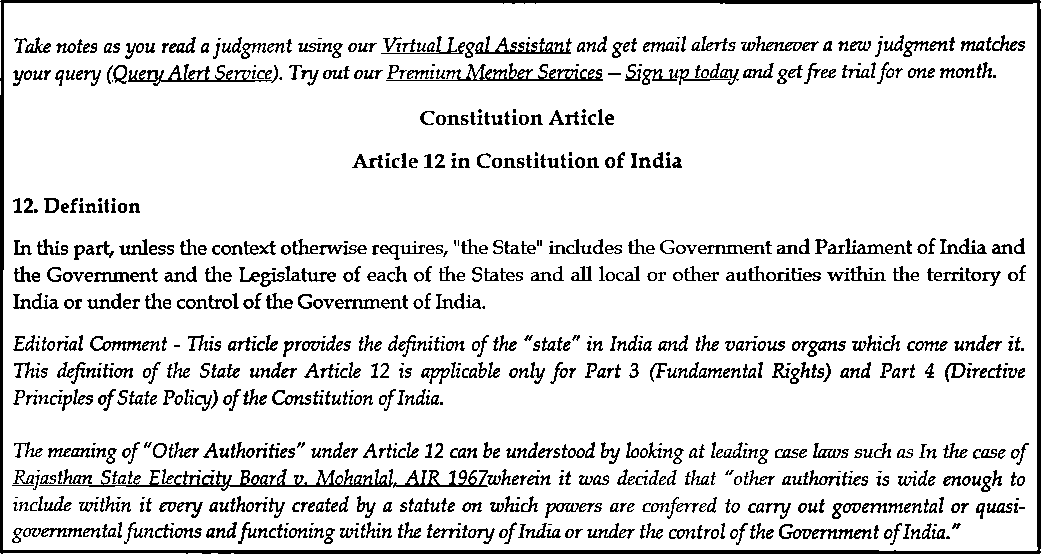 Take notes as you read a judgment using our Virtual Legal Assistant and get email alerts whenever a new judgment matches
your query (Query Alert Service). Try out our Premium Member Services – Sign up today and get free trial for one month.
Constitution Article
Article 12 in Constitution of India
12. Definition
In this part, unless the context otherwise requires, "the State" includes the Government and Parliament of India and
the Government and the Legislature of each of the States and all local or other authorities within the territory of
India or under the control of the Government of India.
Editorial Comment - This article provides the definition of the "state" in India and the various organs which come under it.
This definition of the State under Article 12 is applicable only for Part 3 (Fundamental Rights) and Part 4 (Directive
Principles of State Policy) of the Constitution of India.
The meaning of "Other Authorities" under Article 12 can be understood by looking at leading case laws such as In the case of
Rajasthan State Electricity Board v. Mohanlal, AIR 1967wherein it was decided that "other authorities is wide enough to
include within it every authority created by a statute on which powers are conferred to carry out governmental or quasi-
governmental functions and functioning within the territory of India or under the control of the Government of India."